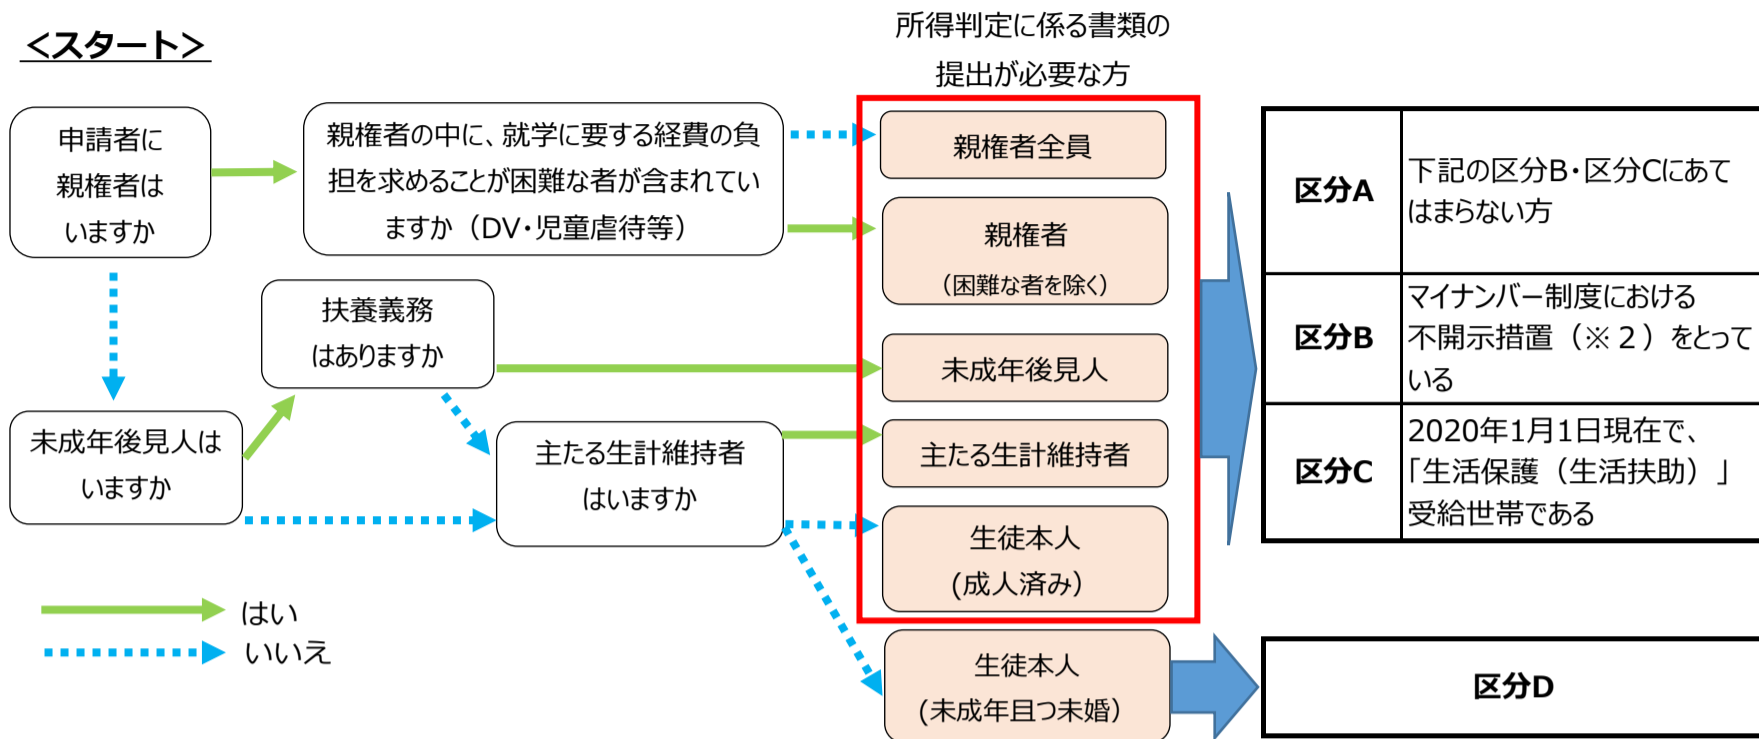 <スタート>
所得判定に係る書類の
提出が必要な方
申請者に
親権者は
いますか
親権者の中に、就学に要する経費の負
担を求めることが困難な者が含まれてい
ますか（DV・児童虐待等）
扶養義務
はありますか
未成年後見人は
いますか
主たる生計維持者
はいますか
はい
いいえ
親権者全員
親権者
（困難な者を除く）
未成年後見人
主たる生計維持者
生徒本人
(成人済み）
生徒本人
(未成年且つ未婚）
区分A
下記の区分B・区分Cにあて
はまらない方
区分B
マイナンバー制度における
不開示措置（※２）をとって
いる
区分C
2020年1月1日現在で、
「生活保護（生活扶助）」
受給世帯である
区分D